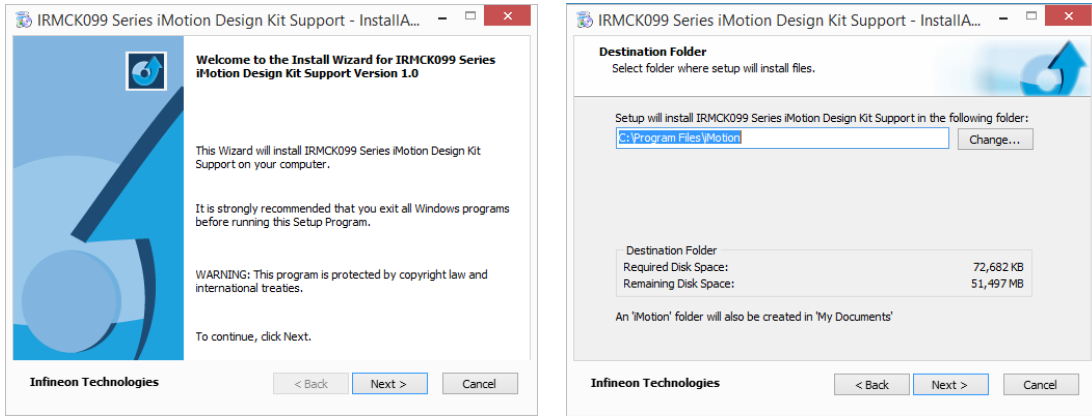 IRMCK099 Series iMotion Design Kit Support - InstallA...
Welcome to the Install Wizard for IRMCK099 Series
iMotion Design Kit Support Version 1.0
This Wizard will install IRMCK099 Series iMotion Design Kit
Support on your computer.
It is strongly recommended that you exit all Windows programs
before running this Setup Program.
WARNING: This program is protected by copyright law and
international treaties.
To continue, click Next.
Infineon Technologies
< Back
Next >
Cancel
IRMCK099 Series iMotion Design Kit Support - InstallA...
Destination Folder
Select folder where setup will install files.
Setup will install IRMCK099 Series iMotion Design Kit Support in the following folder:
C:\Program Files\iMotion
Change...
Destination Folder
Required Disk Space: 72,682 KB
Remaining Disk Space: 51,497 MB
An 'iMotion' folder will also be created in 'My Documents'
Infineon Technologies
< Back
Next >
Cancel